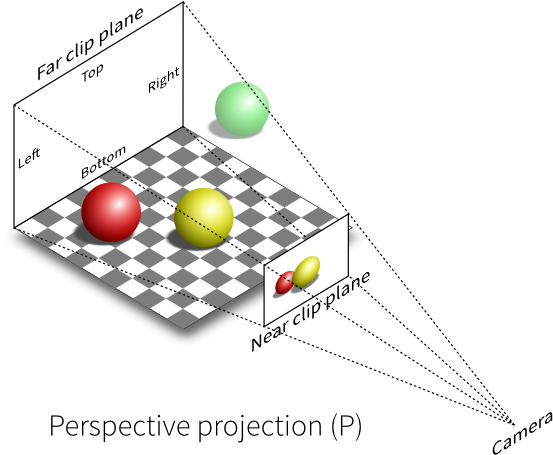 Far clip plane
Top
Right
Left
Bottom
Near clip plane
Perspective projection (P)
Camera